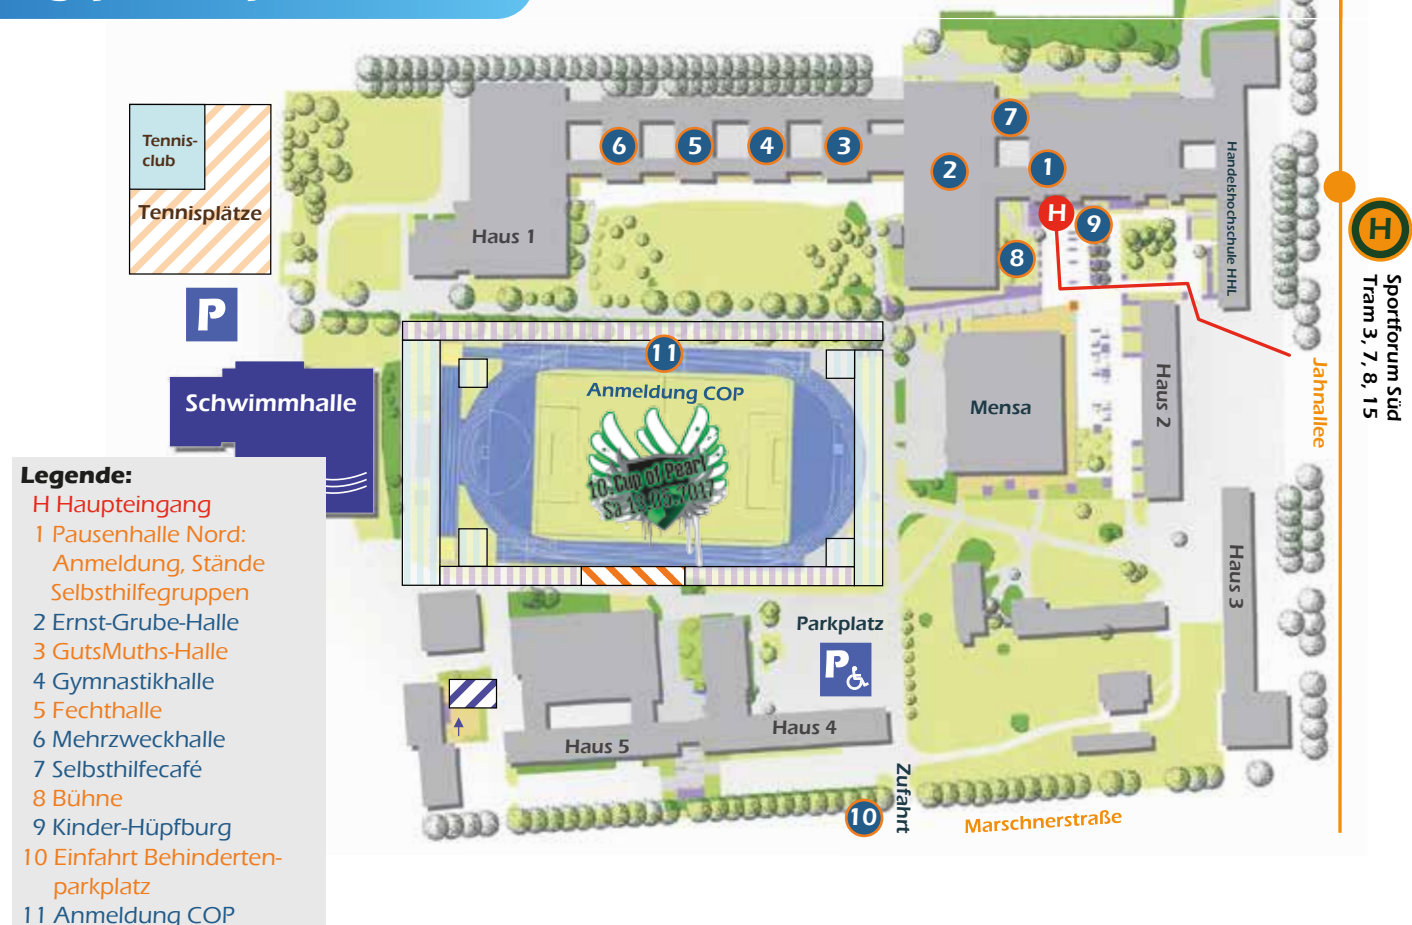 Tennis-
club
Tennisplätze
P
Schwimmhalle
Haus 1
6
5
4
3
2
7
1
H
9
8
Handelshochschule HHL
H
Sportforum Süd
Tram 3, 7, 8, 15
Jahnallee
11
Anmeldung COP
10.Cup of Pearl
Mensa
Haus 2
Haus 3
Parkplatz
P
Haus 4
Haus 5
Zufahrt
10
Marschnerstraße
Legende:
H Haupteingang
1 Pausenhalle Nord:
Anmeldung, Stände
Selbsthilfegruppen
2 Ernst-Grube-Halle
3 GutsMuths-Halle
4 Gymnastikhalle
5 Fechthalle
6 Mehrzweckhalle
7 Selbsthilfecafé
8 Bühne
9 Kinder-Hüpfburg
10 Einfahrt Behinderten-
parkplatz
11 Anmeldung COP